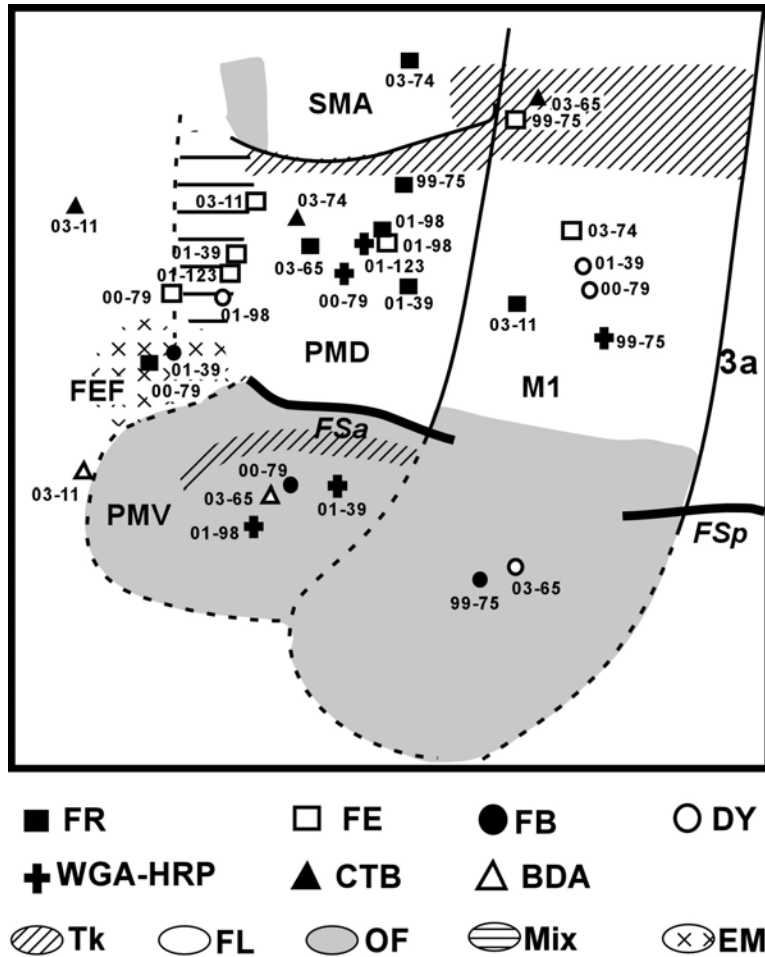 03-74
SMA
03-65
99-75
99-75
03-11
03-74
03-11
01-98
03-74
01-39
03-65
01-98
01-39
01-123
01-123
00-79
00-79
00-79
01-39
01-98
03-11
99-75
PMD
01-39
3a
FEF
00-79
M1
FSa
00-79
03-11
03-65
01-39
PMV
01-98
FSp
99-75
03-65
FR FE FB DY
WGA-HRP CTB BDA
Tk FL OF Mix EM